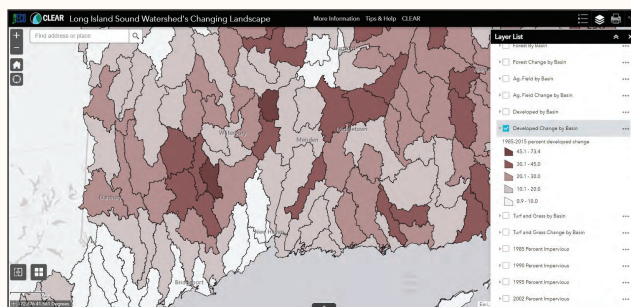 CLEAR Long Island Sound Watershed's Changing Landscape
More Information Tips & Help CLEAR
Find address or place
Layer List
Forest by Basin
Forest Change by Basin
Ag. Field by Basin
Ag. Field Change by Basin
Developed by Basin
Developed Change by Basin
1985-2015 percent developed change
45.1 - 73.4
30.1 - 45.0
20.1 - 30.0
10.1 - 20.0
0.9 - 10.0
Turf and Grass by Basin
Turf and Grass Change by Basin
1985 Percent Impervious
1990 Percent Impervious
1995 Percent Impervious
2002 Percent Impervious
Waterbury
Meriden
Danbury
Bridgeport